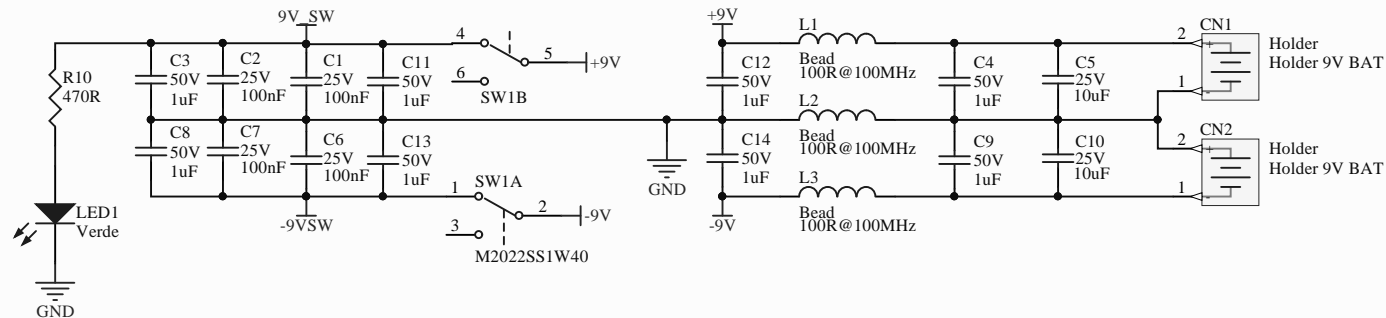 9V_SW
+9V
L1
CN1
4
5
+9V
2
Holder
Holder 9V BAT
R10
470R
C3
50V
1uF
C2
25V
100nF
C1
25V
100nF
C11
50V
1uF
6
SW1B
C12
50V
1uF
Bead
100R@100MHz
C4
50V
1uF
C5
25V
10uF
1
L2
CN2
C8
50V
1uF
C7
25V
100nF
C6
25V
100nF
C13
50V
1uF
GND
C14
50V
1uF
Bead
100R@100MHz
C9
50V
1uF
C10
25V
10uF
2
Holder
Holder 9V BAT
1
SW1A
1
2
-9V
L3
LED1
Verde
-9VSW
3
M2022SS1W40
-9V
Bead
100R@100MHz
GND